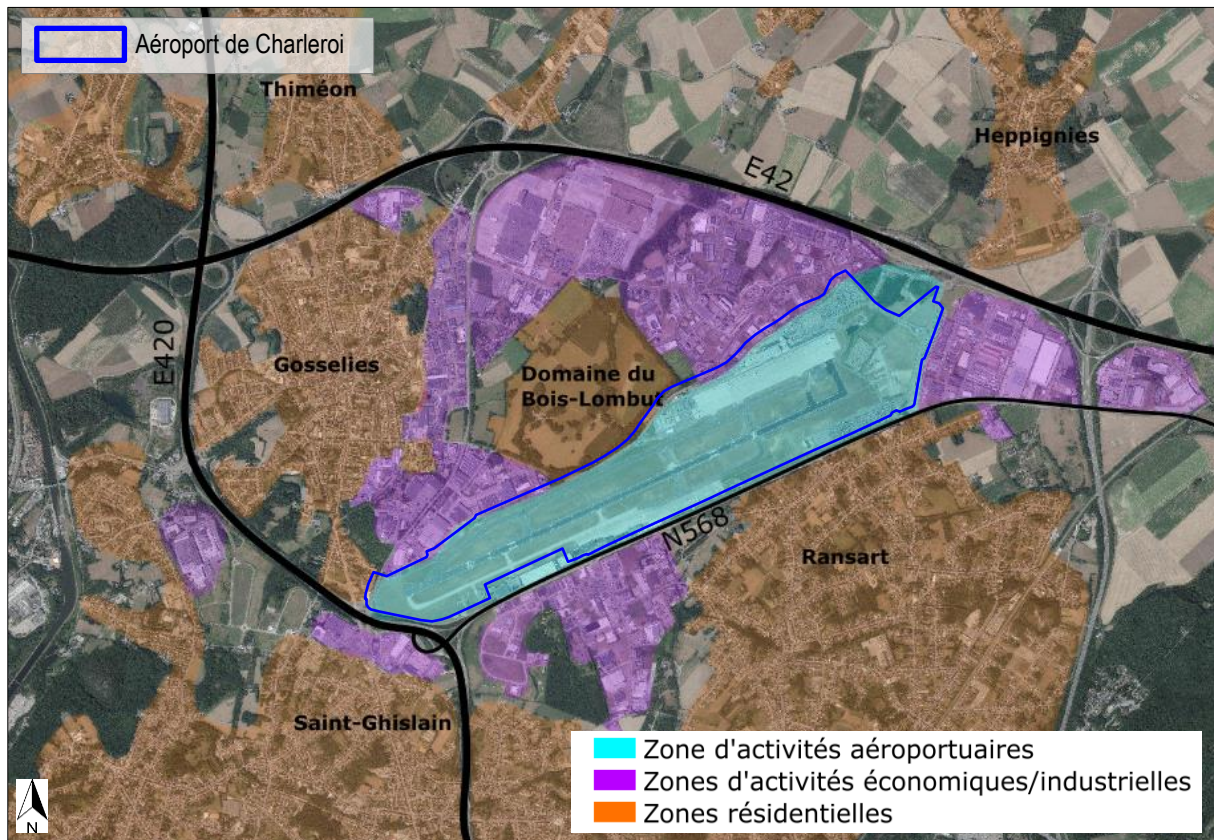 Aéroport de Charleroi
Thiméon
Heppignies
E42
E420
Gosselies
Domaine du
Bois-Lombut
N568
Ransart
Saint-Ghislain
Zone d'activités aéroportuaires
Zones d'activités économiques/industrielles
Zones résidentielles
N